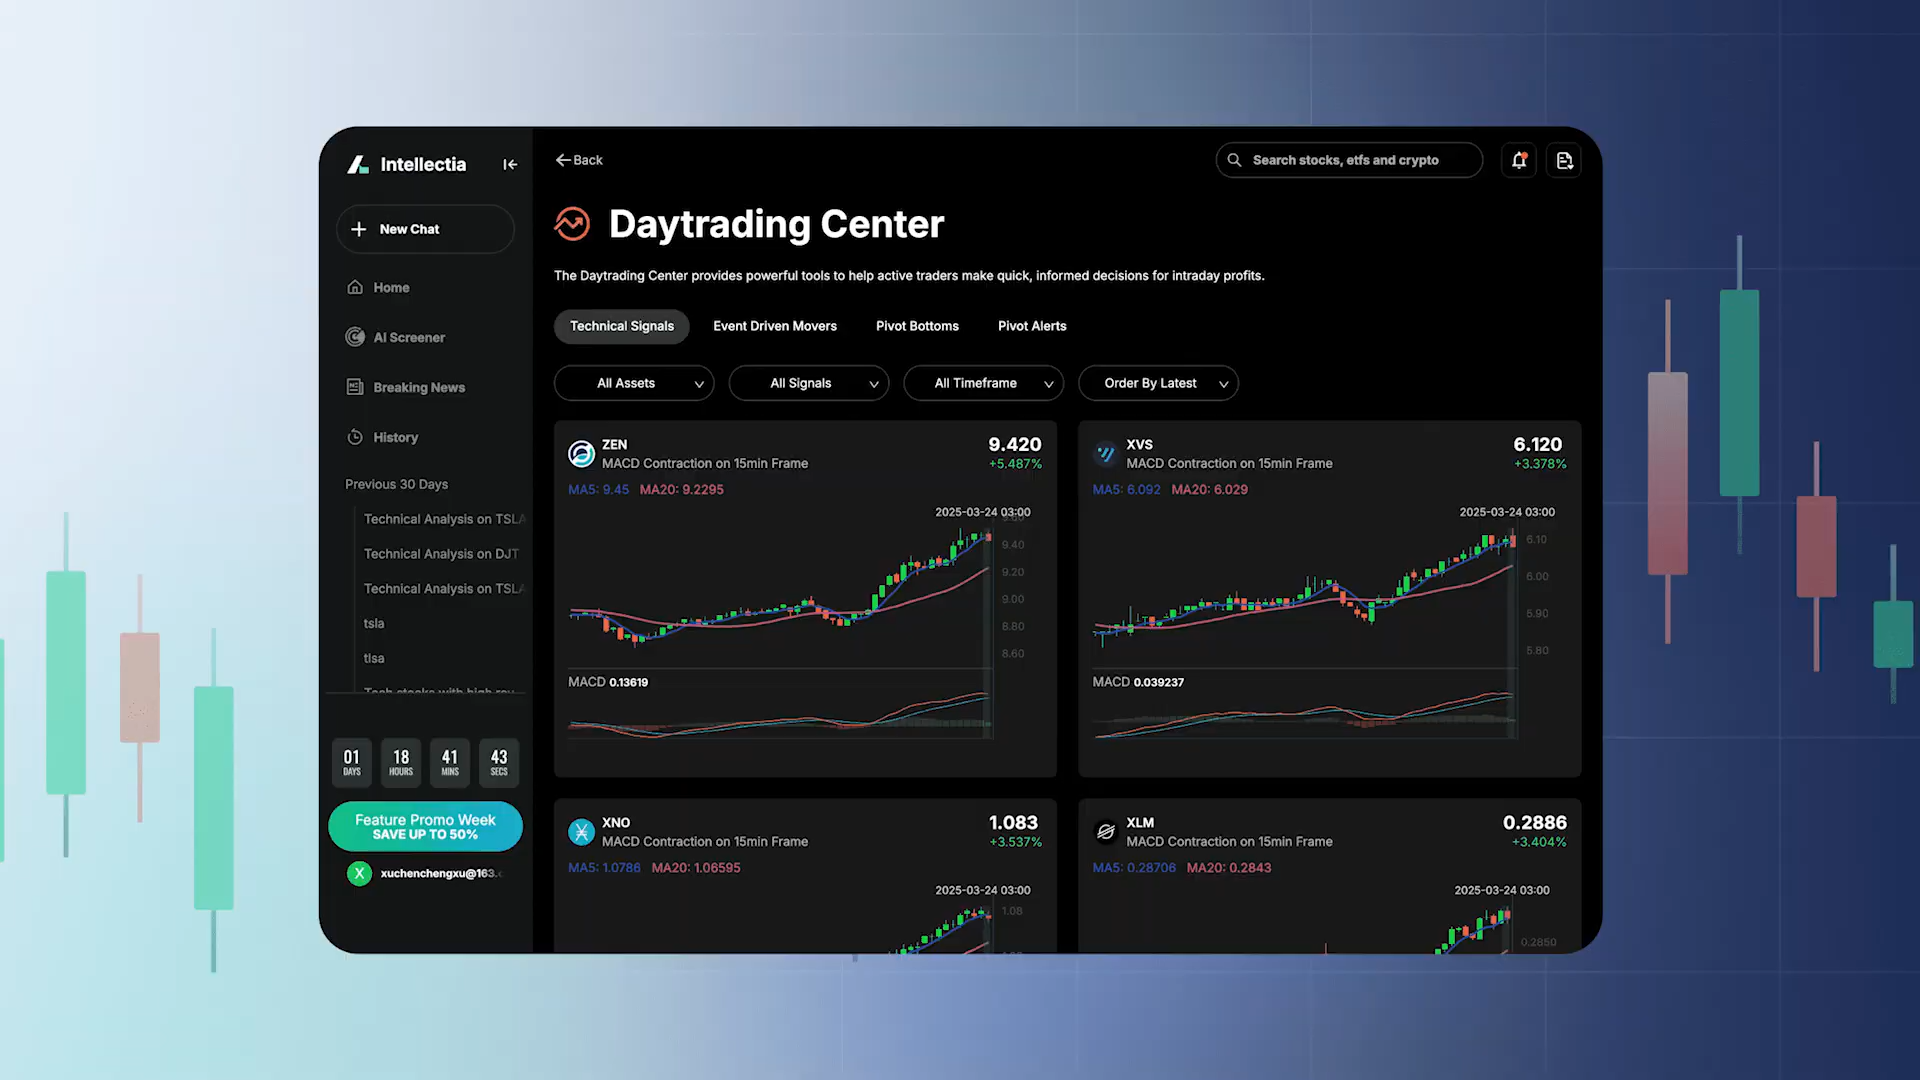 Intellectia
New Chat
Home
AI Screener
Breaking News
History
Previous 30 Days
Technical Analysis on TSLA
Technical Analysis on DJT
Technical Analysis on TSLA
tsla
tlsa
01 DAYS 18 HOURS 41 MINS 43 SECS
Feature Promo Week
SAVE UP TO 50%
X xuchenchengxu@163.
Back
Search stocks, etfs and crypto
Daytrading Center
The Daytrading Center provides powerful tools to help active traders make quick, informed decisions for intraday profits.
Technical Signals Event Driven Movers Pivot Bottoms Pivot Alerts
All Assets All Signals All Timeframe Order By Latest
ZEN 9.420
MACD Contraction on 15min Frame +5.487%
MA5: 9.45 MA20: 9.2295
2025-03-24 03:00
9.40
9.20
9.00
8.80
8.60
MACD 0.13619
XVS 6.120
MACD Contraction on 15min Frame +3.378%
MA5: 6.092 MA20: 6.029
2025-03-24 03:00
6.10
6.00
5.90
5.80
MACD 0.039237
XNO 1.083
MACD Contraction on 15min Frame +3.537%
MA5: 1.0786 MA20: 1.06595
2025-03-24 03:00
1.08
XLM 0.2886
MACD Contraction on 15min Frame +3.404%
MA5: 0.28706 MA20: 0.2843
2025-03-24 03:00
0.2850